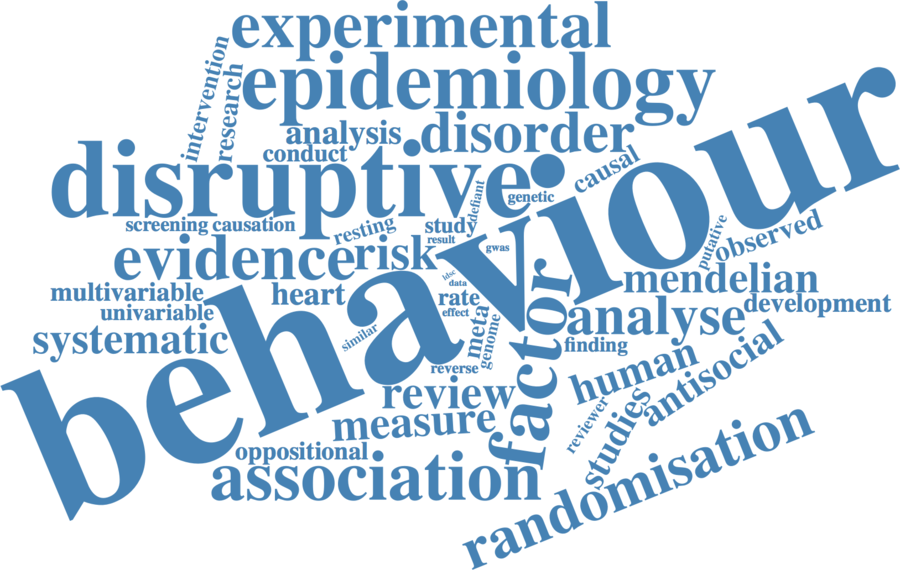 experimental
intervention
research
epidemiology
analysis
disorder
conduct
disruptive
causal
defiant
genetic
screening causation
resting
study
result
behaviour
putative
observed
evidence
risk
gwas
ldsc
data
mendelian
multivariable
heart
rate
development
univariable
effect
factor
analyse
systematic
similar
meta
genome
finding
reverse
human
antisocial
review
measure
reviewer
studies
oppositional
association
randomisation